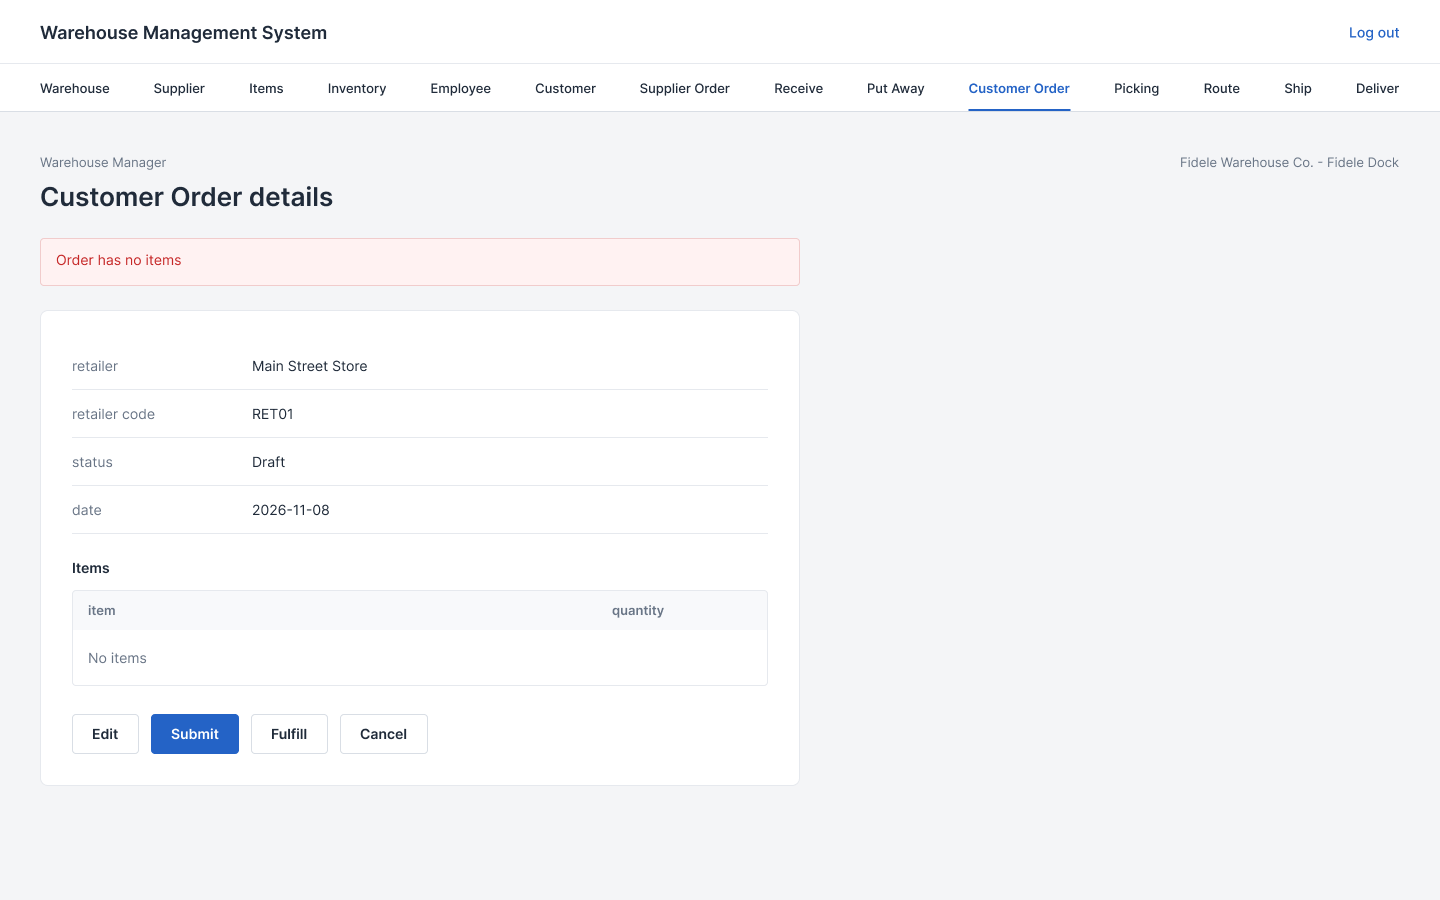 Warehouse Management System
Log out
Warehouse Supplier Items Inventory Employee Customer Supplier Order Receive Put Away Customer Order Picking Route Ship Deliver
Warehouse Manager
Fidele Warehouse Co. - Fidele Dock
Customer Order details
Order has no items
retailer Main Street Store
retailer code RET01
status Draft
date 2026-11-08
Items
item quantity
No items
Edit Submit Fulfill Cancel